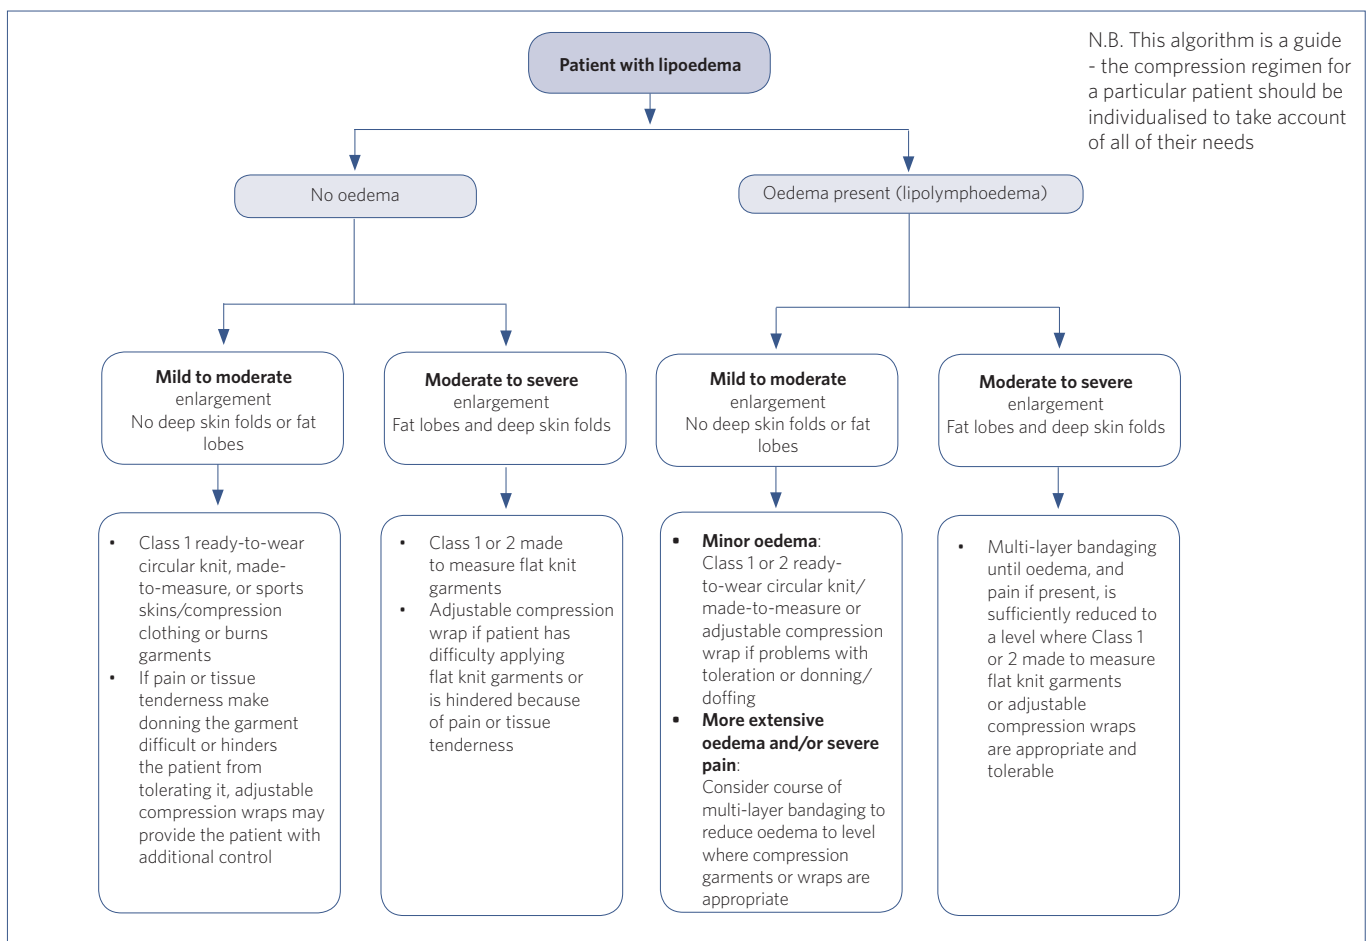 Patient with lipoedema
N.B. This algorithm is a guide
- the compression regimen for
a particular patient should be
individualised to take account
of all of their needs
No oedema
Oedema present (lipolymphoedema)
Mild to moderate
enlargement
No deep skin folds or fat
lobes
Moderate to severe
enlargement
Fat lobes and deep skin folds
Mild to moderate
enlargement
No deep skin folds or fat
lobes
Moderate to severe
enlargement
Fat lobes and deep skin folds
• Class 1 ready-to-wear
circular knit, made-
to-measure, or sports
skins/compression
clothing or burns
garments
• If pain or tissue
tenderness make
donning the garment
difficult or hinders
the patient from
tolerating it, adjustable
compression wraps may
provide the patient with
additional control
• Class 1 or 2 made
to measure flat knit
garments
• Adjustable compression
wrap if patient has
difficulty applying
flat knit garments or
is hindered because
of pain or tissue
tenderness
• Minor oedema:
Class 1 or 2 ready-
to-wear circular knit/
made-to-measure or
adjustable compression
wrap if problems with
toleration or donning/
doffing
• More extensive
oedema and/or severe
pain:
Consider course of
multi-layer bandaging to
reduce oedema to level
where compression
garments or wraps are
appropriate
• Multi-layer bandaging
until oedema, and
pain if present, is
sufficiently reduced to
a level where Class 1
or 2 made to measure
flat knit garments
or adjustable
compression wraps
are appropriate and
tolerable